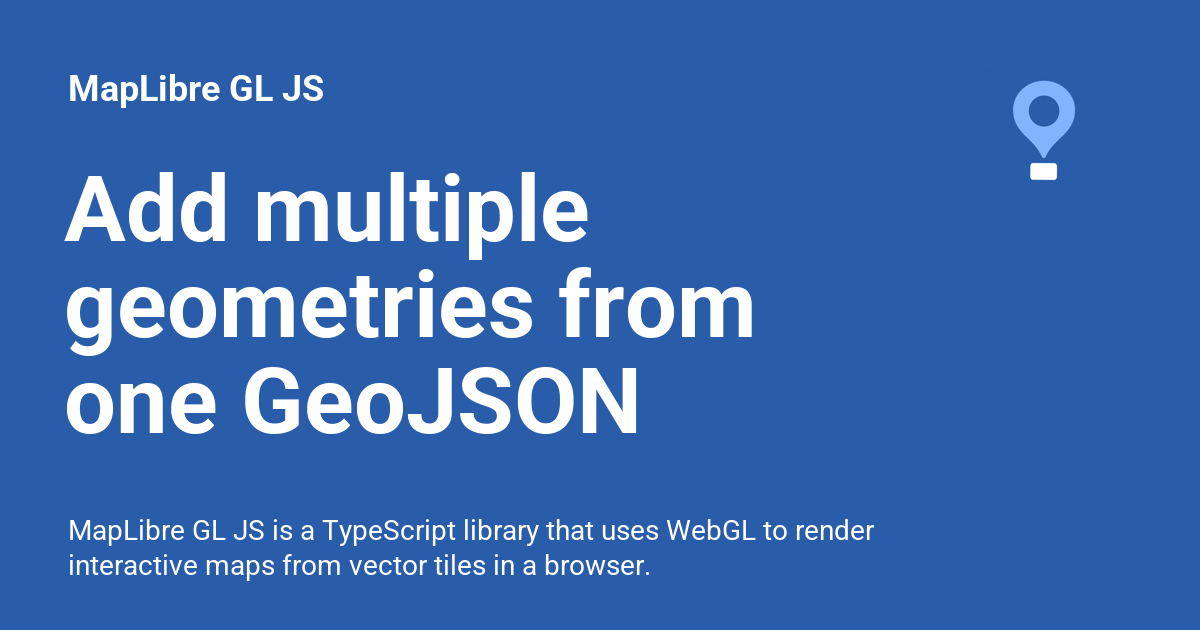 MapLibre GL JS
Add multiple
geometries from
one GeoJSON
MapLibre GL JS is a TypeScript library that uses WebGL to render
interactive maps from vector tiles in a browser.